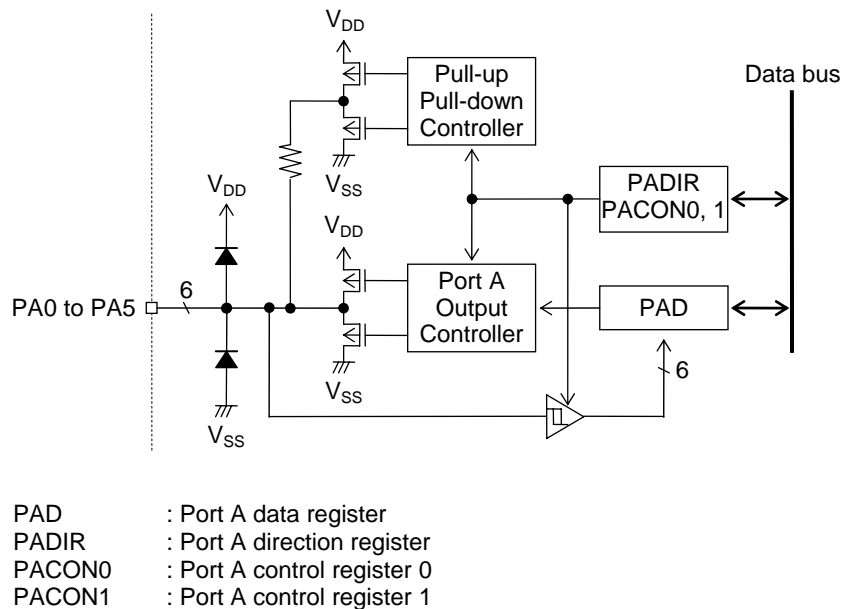 VDD
Pull-up
Pull-down
Controller
Data bus
VSS
PADIR
PACON0, 1
VDD
VDD
Port A
Output
Controller
PAD
PA0 to PA5
6
6
VSS
VSS
PAD : Port A data register
PADIR : Port A direction register
PACON0 : Port A control register 0
PACON1 : Port A control register 1